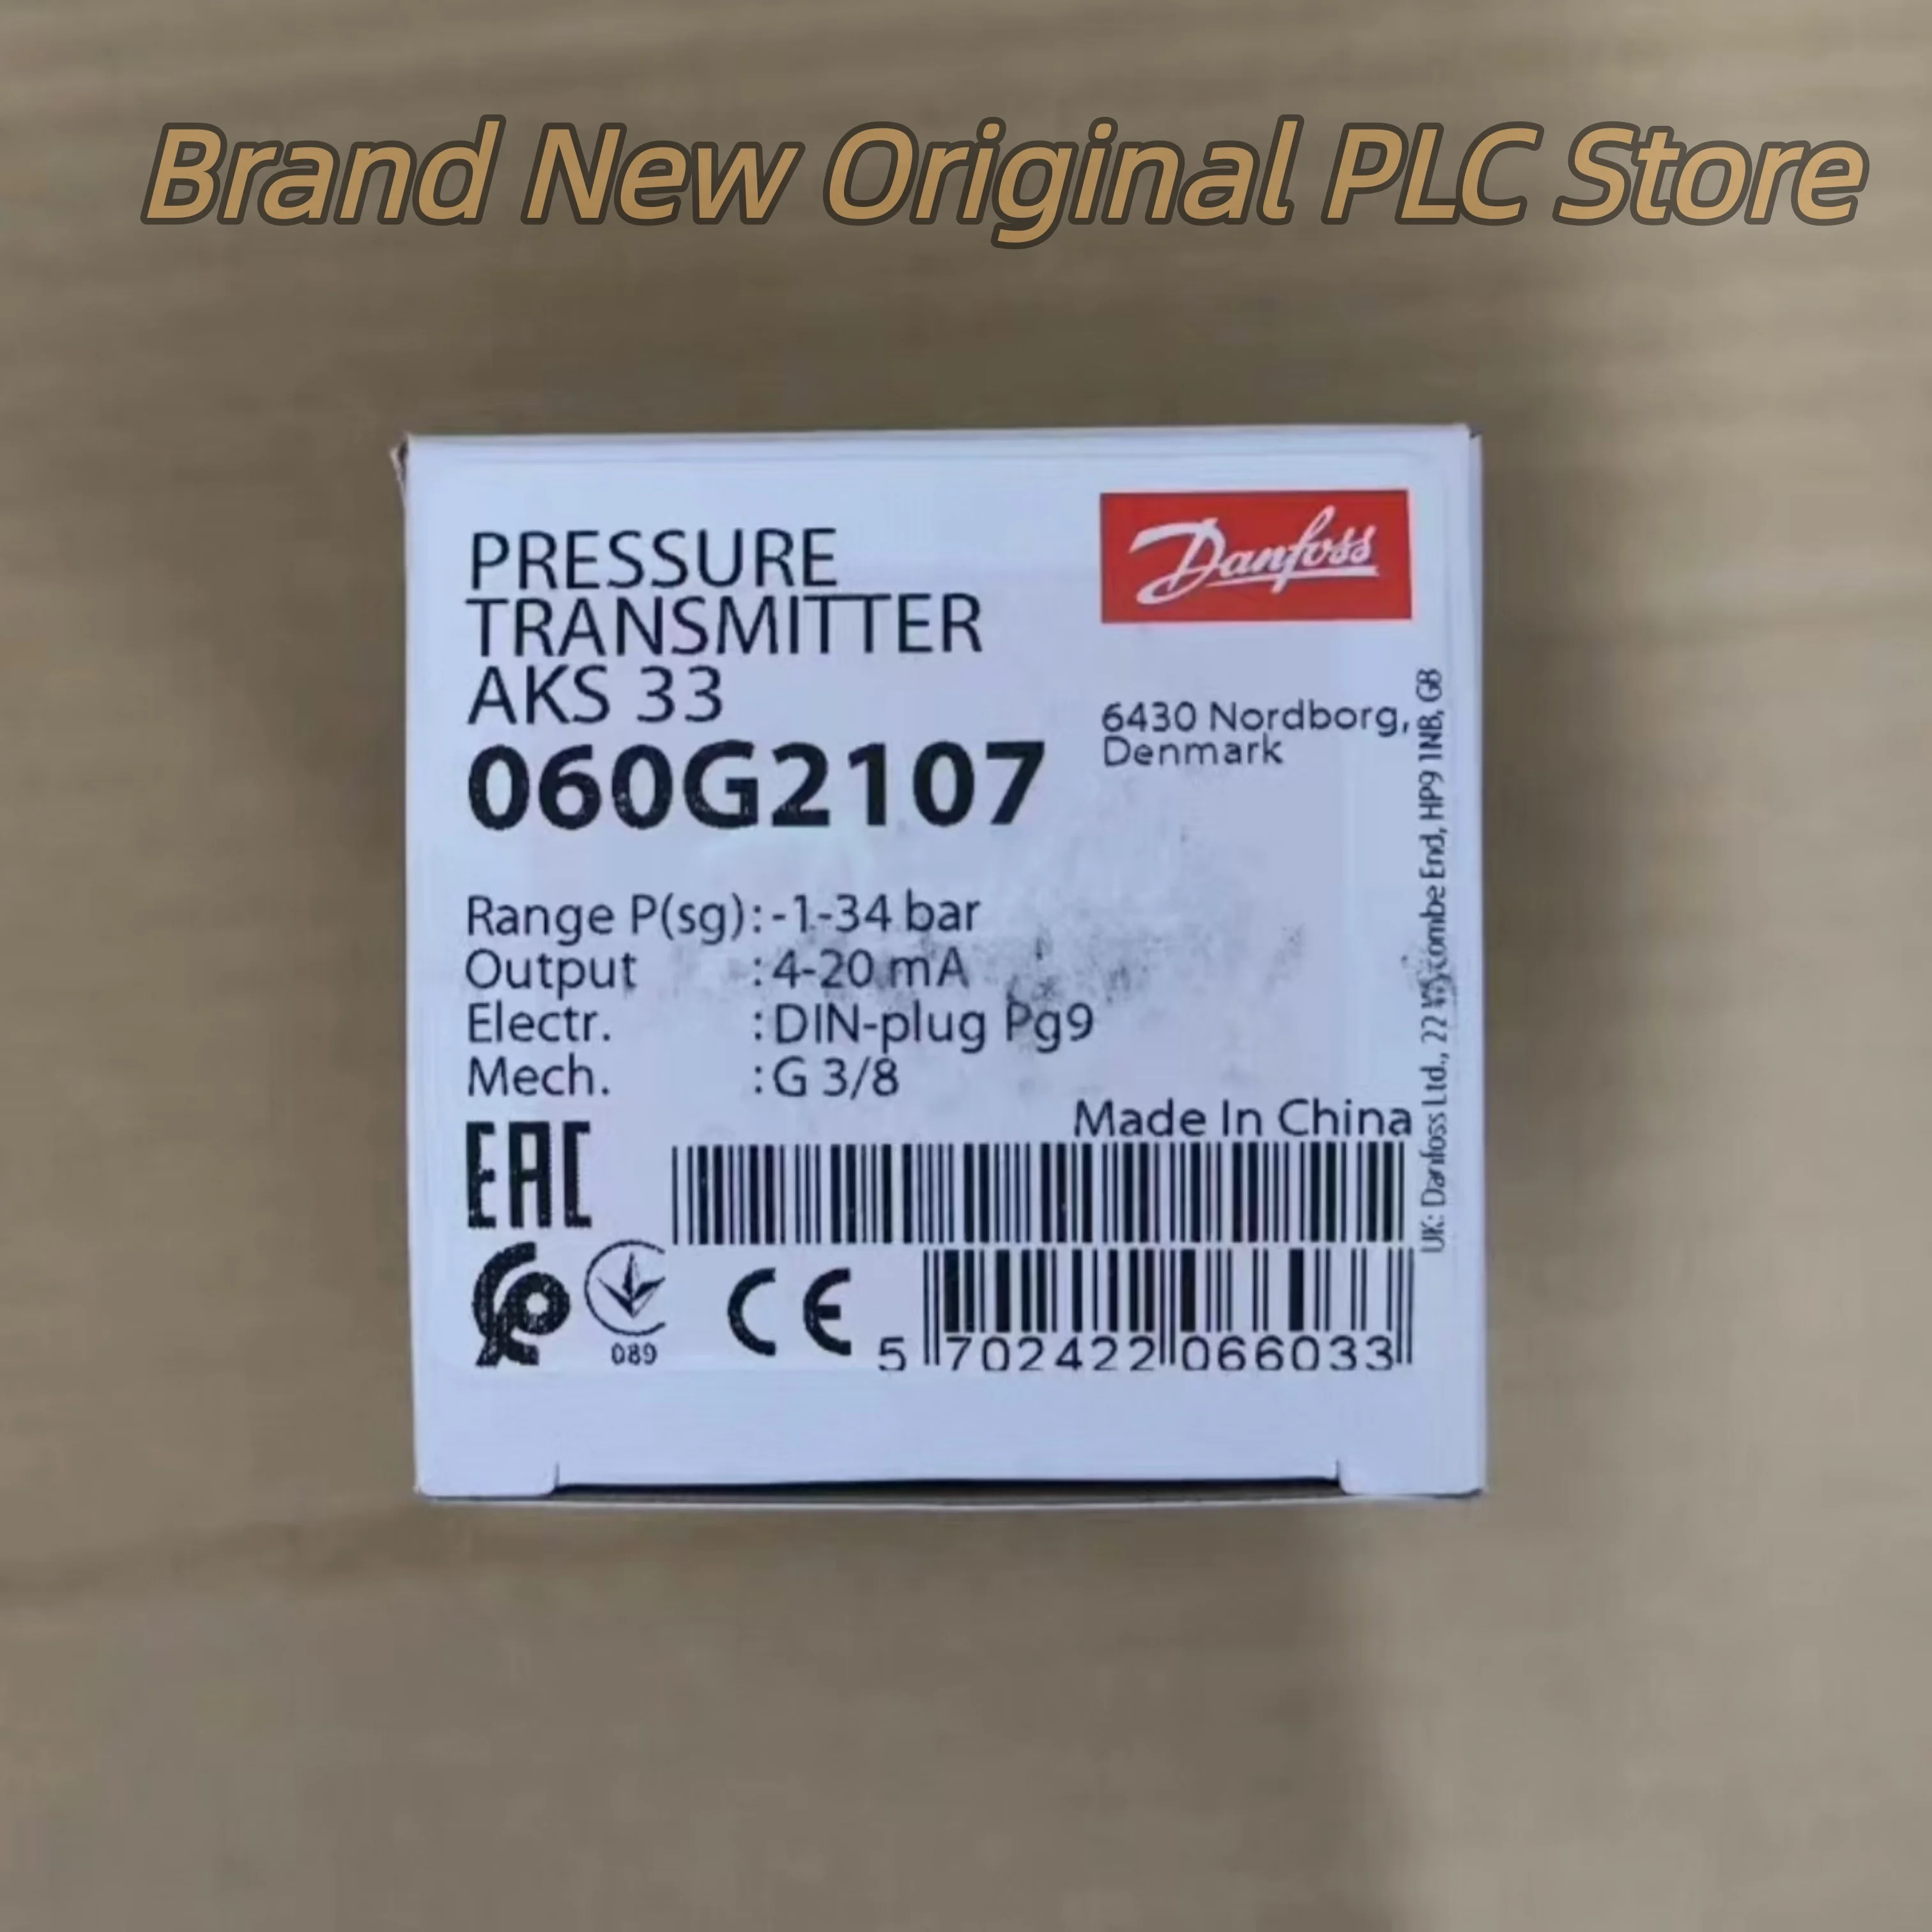 Brand New Original PLC Store
PRESSURE
TRANSMITTER
AKS 33
060G2107
Danfoss
6430 Nordborg,
Denmark
Range P(sg): -1-34 bar
Output : 4-20 mA
Electr. : DIN-plug Pg9
Mech. : G 3/8
Made In China
EAC
089
CE
5 702422 066033
UK: Danfoss Ltd., 22 Wycombe End, HP9 1NB, GB